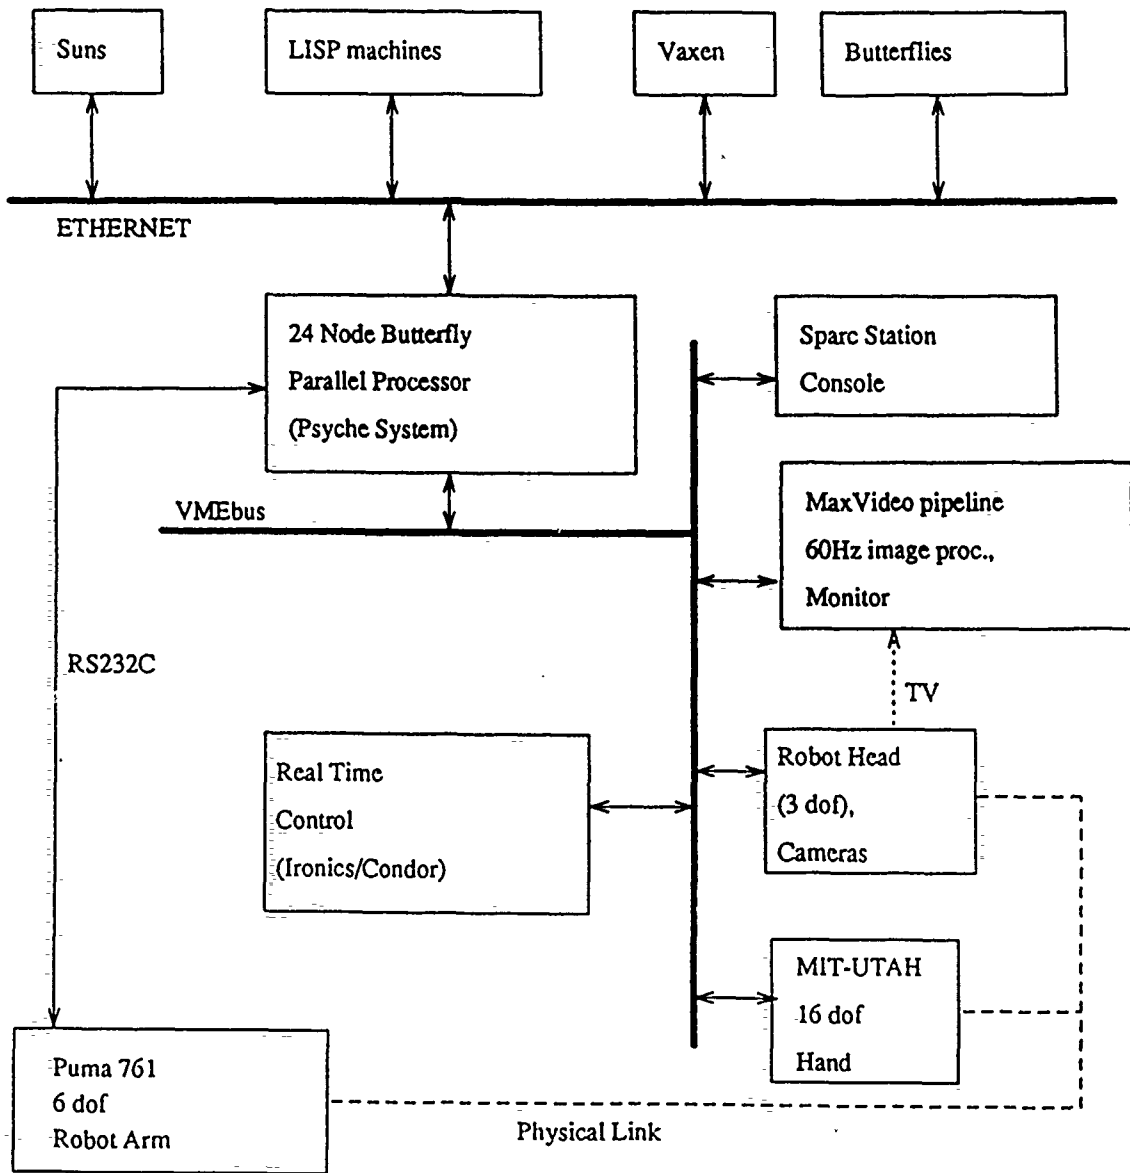 Suns
LISP machines
Vaxen
Butterflies
ETHERNET
24 Node Butterfly
Parallel Processor
(Psyche System)
Sparc Station
Console
VMEbus
MaxVideo pipeline
60Hz image proc.,
Monitor
RS232C
TV
Real Time
Control
(Ironics/Condor)
Robot Head
(3 dof),
Cameras
MIT-UTAH
16 dof
Hand
Puma 761
6 dof
Robot Arm
Physical Link